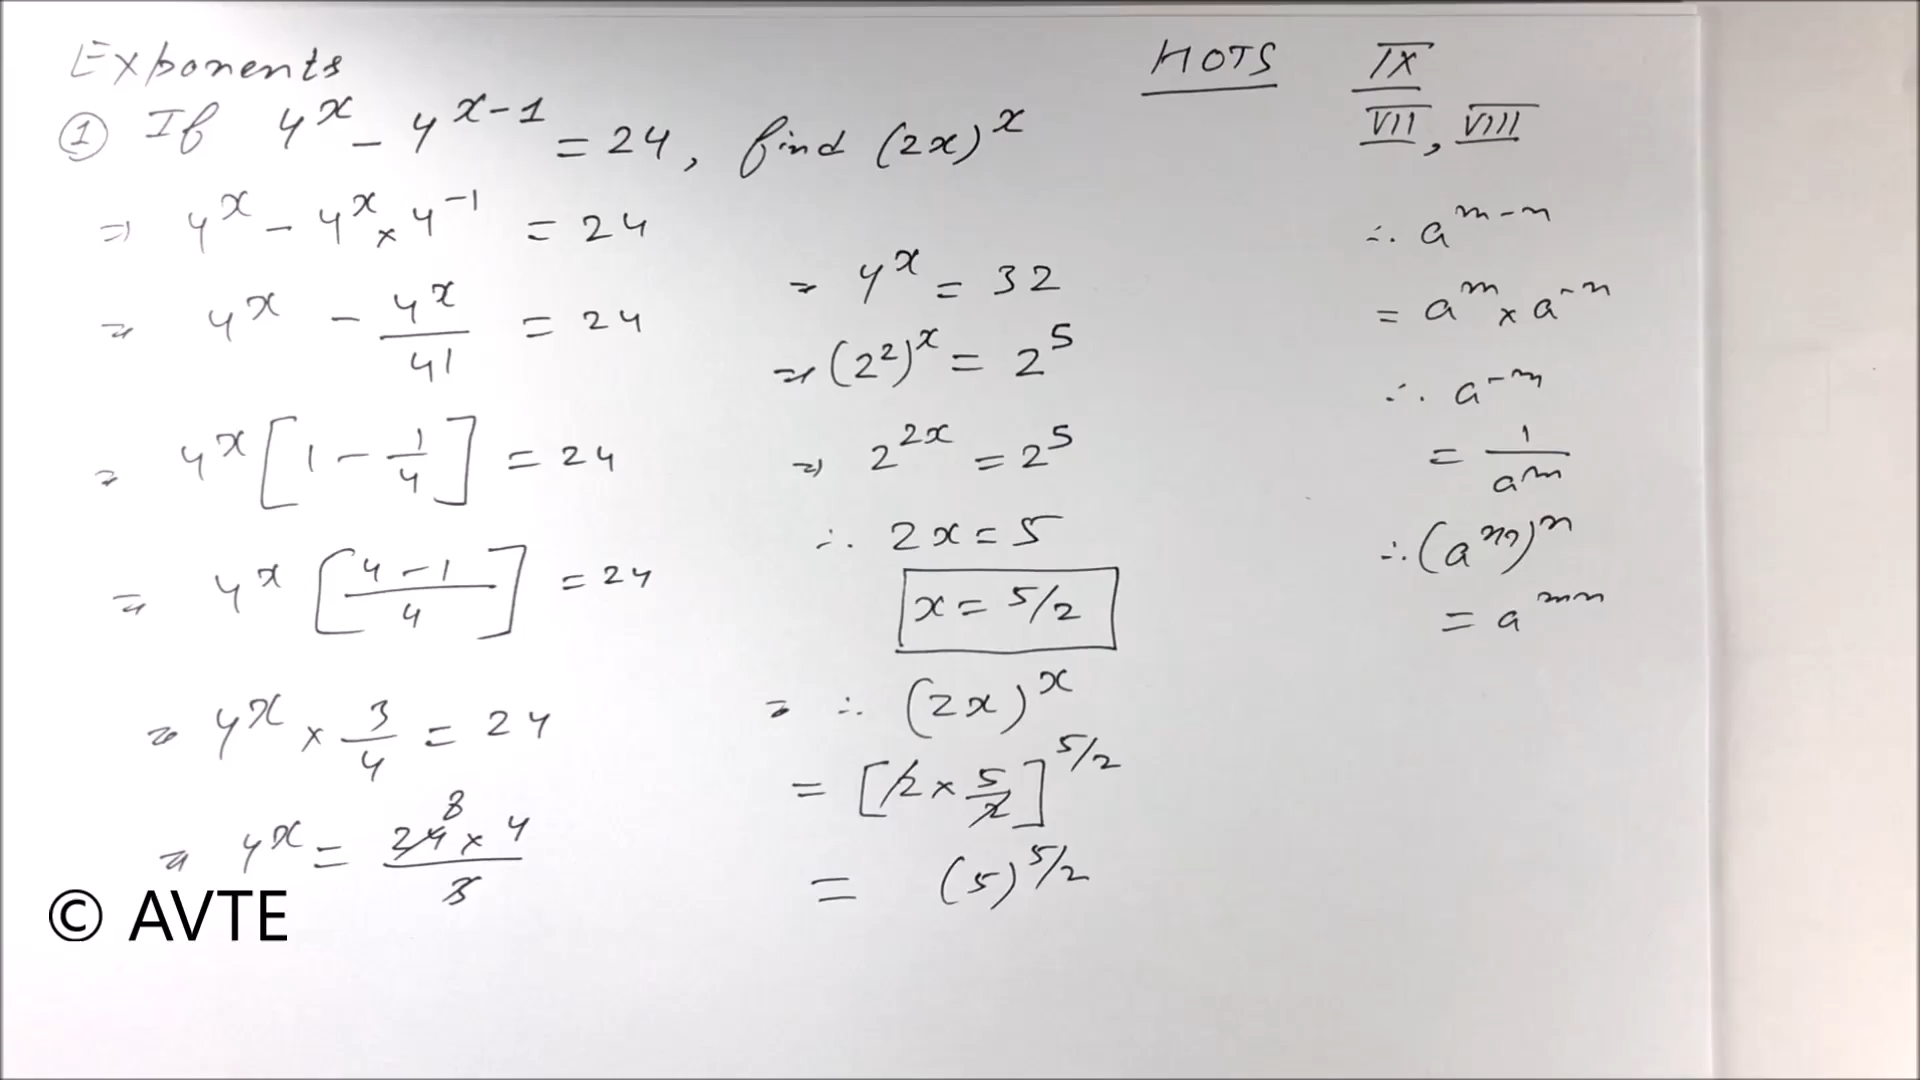 Exponents
① If 4^x - 4^(x-1) = 24, find (2x)^x
⇒ 4^x - 4^x × 4^-1 = 24
⇒ 4^x - 4^x/4^1 = 24
⇒ 4^x [1 - 1/4] = 24
⇒ 4^x [(4-1)/4] = 24
⇒ 4^x × 3/4 = 24
⇒ 4^x = (24 8 × 4)/3
⇒ 4^x = 32
⇒ (2^2)^x = 2^5
⇒ 2^(2x) = 2^5
∴ 2x = 5
x = 5/2
⇒ ∴ (2x)^x
= [2 × 5/2]^(5/2)
= (5)^(5/2)
HOTS IX
VII, VIII
∴ a^(m-n)
= a^m × a^-n
∴ a^-m
= 1/a^m
∴ (a^m)^n
= a^(mn)
© AVTE